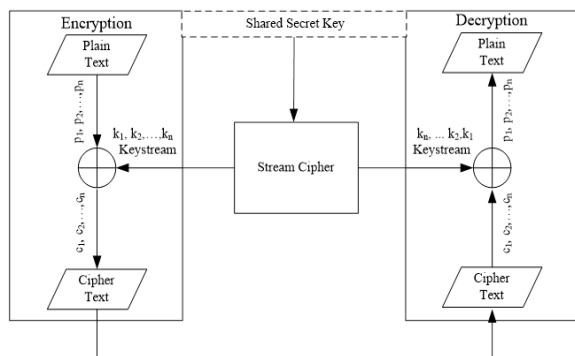 Encryption
Shared Secret Key
Decryption
Plain
Text
Plain
Text
p₁, p₂,…,pₙ
p₁, p₂,…,pₙ
k₁, k₂,…,kₙ
Keystream
Stream Cipher
kₙ, ... k₂,k₁
Keystream
c₁, c₂,…,cₙ
c₁, c₂,…,cₙ
Cipher
Text
Cipher
Text